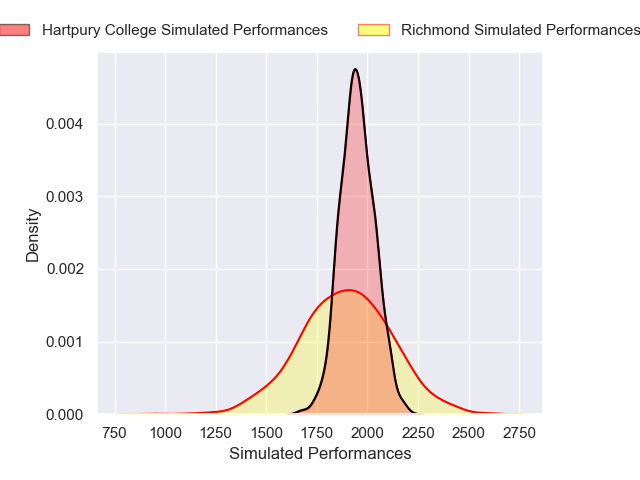 Hartpury College Simulated Performances Richmond Simulated Performances
0.004
0.003
0.002
0.001
0.000
Density
750 1000 1250 1500 1750 2000 2250 2500 2750
Simulated Performances